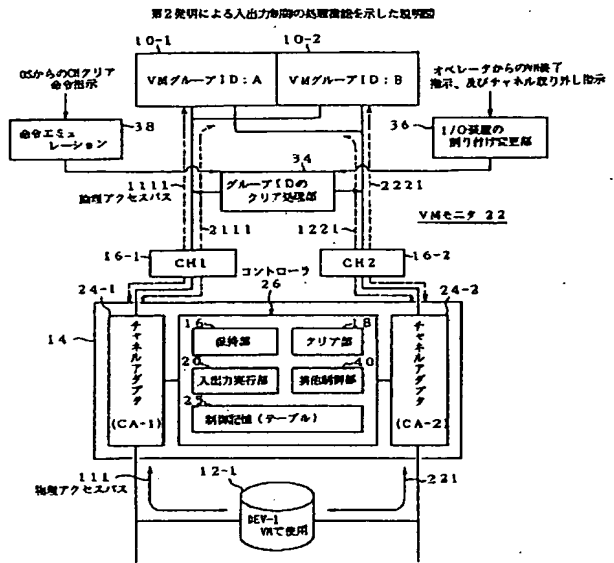 第2発明による入出力制御の処理機能を示した説明図
10-1
10-2
OSからのCHクリア
命令指示
VMグループID:A
VMグループID:B
オペレータからのVM終了
指示、及びチャネル取り外し指示
38
命令エミュ
レーション
36
I/O装置の
割り付け変更部
34
グループIDの
クリア処理部
1111
論理アクセスパス
2221
VMモニタ 22
2111
1221
16-1
CH1
16-2
CH2
コントローラ
24-1
26
24-2
14
チャネルアダプタ
(CA-1)
16
保持部
18
クリア部
20
入出力実行部
40
排他制御部
25
制御記憶(テーブル)
チャネルアダプタ
(CA-2)
111
物理アクセスパス
12-1
221
DEV-1
VMで使用